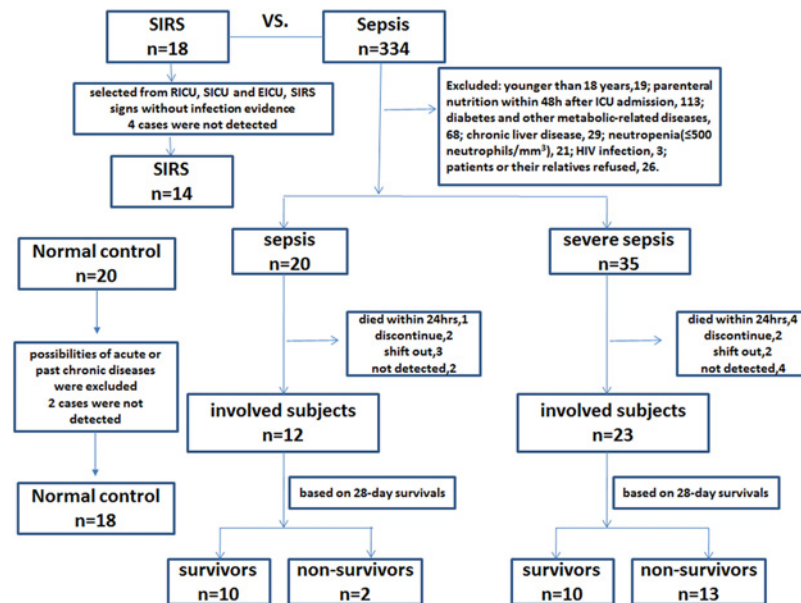 SIRS
n=18
VS.
Sepsis
n=334
selected from RICU, SICU and EICU, SIRS
signs without infection evidence
4 cases were not detected
Excluded: younger than 18 years,19; parenteral
nutrition within 48h after ICU admission, 113;
diabetes and other metabolic-related diseases,
68; chronic liver disease, 29; neutropenia(≦500
neutrophils/mm³), 21; HIV infection, 3;
patients or their relatives refused, 26.
SIRS
n=14
Normal control
n=20
sepsis
n=20
severe sepsis
n=35
possibilities of acute or
past chronic diseases
were excluded
2 cases were not
detected
died within 24hrs,1
discontinue,2
shift out,3
not detected,2
died within 24hrs,4
discontinue,2
shift out,2
not detected,4
involved subjects
n=12
involved subjects
n=23
Normal control
n=18
based on 28-day survivals
based on 28-day survivals
survivors
n=10
non-survivors
n=2
survivors
n=10
non-survivors
n=13